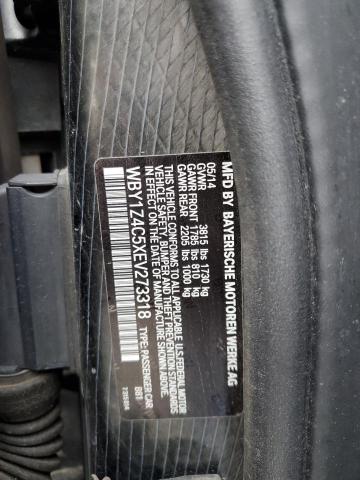 MFD BY BAYERISCHE MOTOREN WERKE AG
05/14
GVWR 3815 lbs 1730 kg
GAWR FRONT 1785 lbs 810 kg
GAWR REAR 2205 lbs 1000 kg
THIS VEHICLE CONFORMS TO ALL APPLICABLE U.S. FEDERAL MOTOR
VEHICLE SAFETY, BUMPER AND THEFT PREVENTION STANDARDS
IN EFFECT ON THE DATE OF MANUFACTURE SHOWN ABOVE.
WBY1Z4C5XEV273318 TYPE: PASSENGER CAR
B81